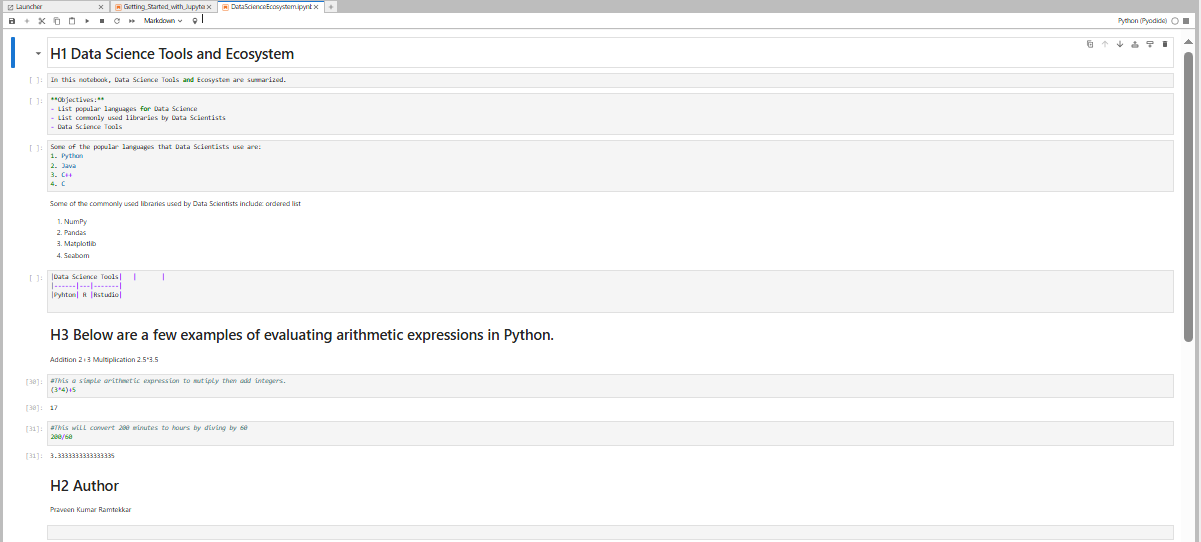 Launcher
Getting_Started_with_Jupyte
DataScienceEcosystem.ipynb
Markdown
Python (Pyodide)
H1 Data Science Tools and Ecosystem
[ ]: In this notebook, Data Science Tools and Ecosystem are summarized.
[ ]: **Objectives:**
- List popular languages for Data Science
- List commonly used libraries by Data Scientists
- Data Science Tools
[ ]: Some of the popular languages that Data Scientists use are:
1. Python
2. Java
3. C++
4. C
Some of the commonly used libraries used by Data Scientists include: ordered list
1. NumPy
2. Pandas
3. Matplotlib
4. Seaborn
[ ]: |Data Science Tools| | |
|------|---|-------|
|Pyhton| R |Rstudio|
H3 Below are a few examples of evaluating arithmetic expressions in Python.
Addition 2+3 Multiplication 2.5*3.5
[30]: #This a simple arithmetic expression to mutiply then add integers.
(3*4)+5
[30]: 17
[31]: #This will convert 200 minutes to hours by diving by 60
200/60
[31]: 3.3333333333333335
H2 Author
Praveen Kumar Ramtekkar